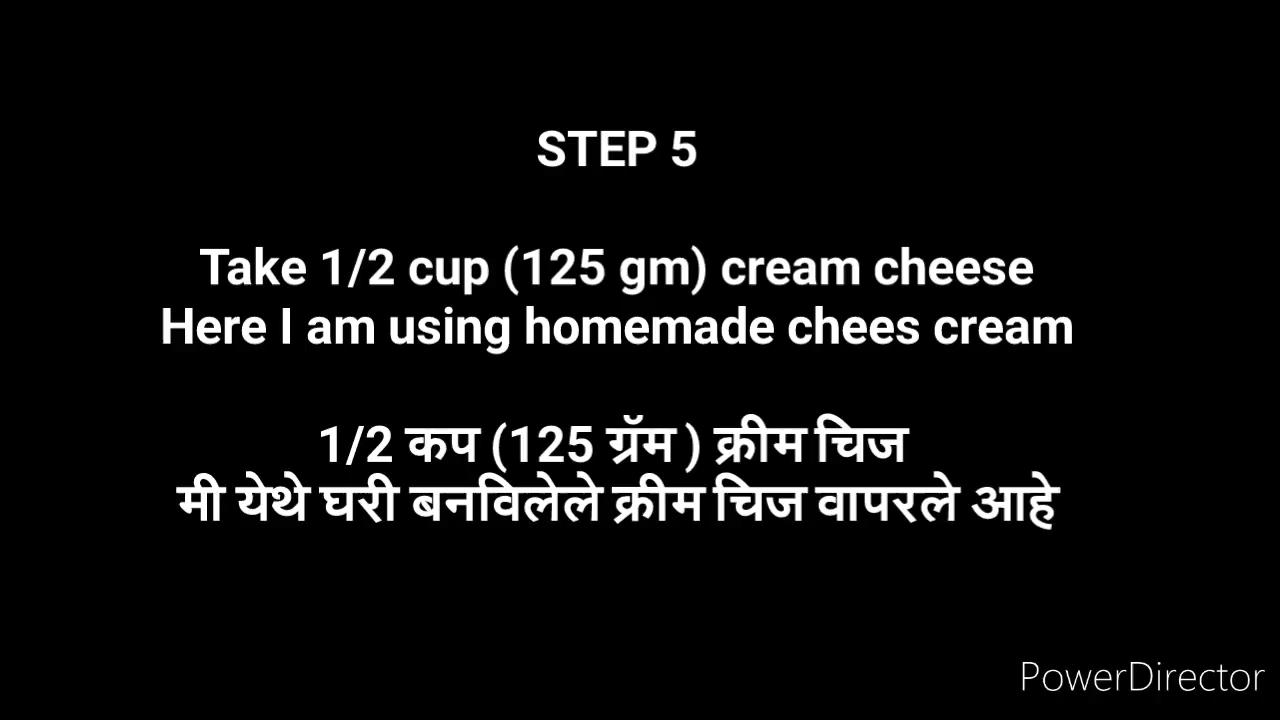 STEP 5
Take 1/2 cup (125 gm) cream cheese
Here I am using homemade chees cream
1/2 कप (125 ग्रॅम ) क्रीम चिज
मी येथे घरी बनविलेले क्रीम चिज वापरले आहे
PowerDirector